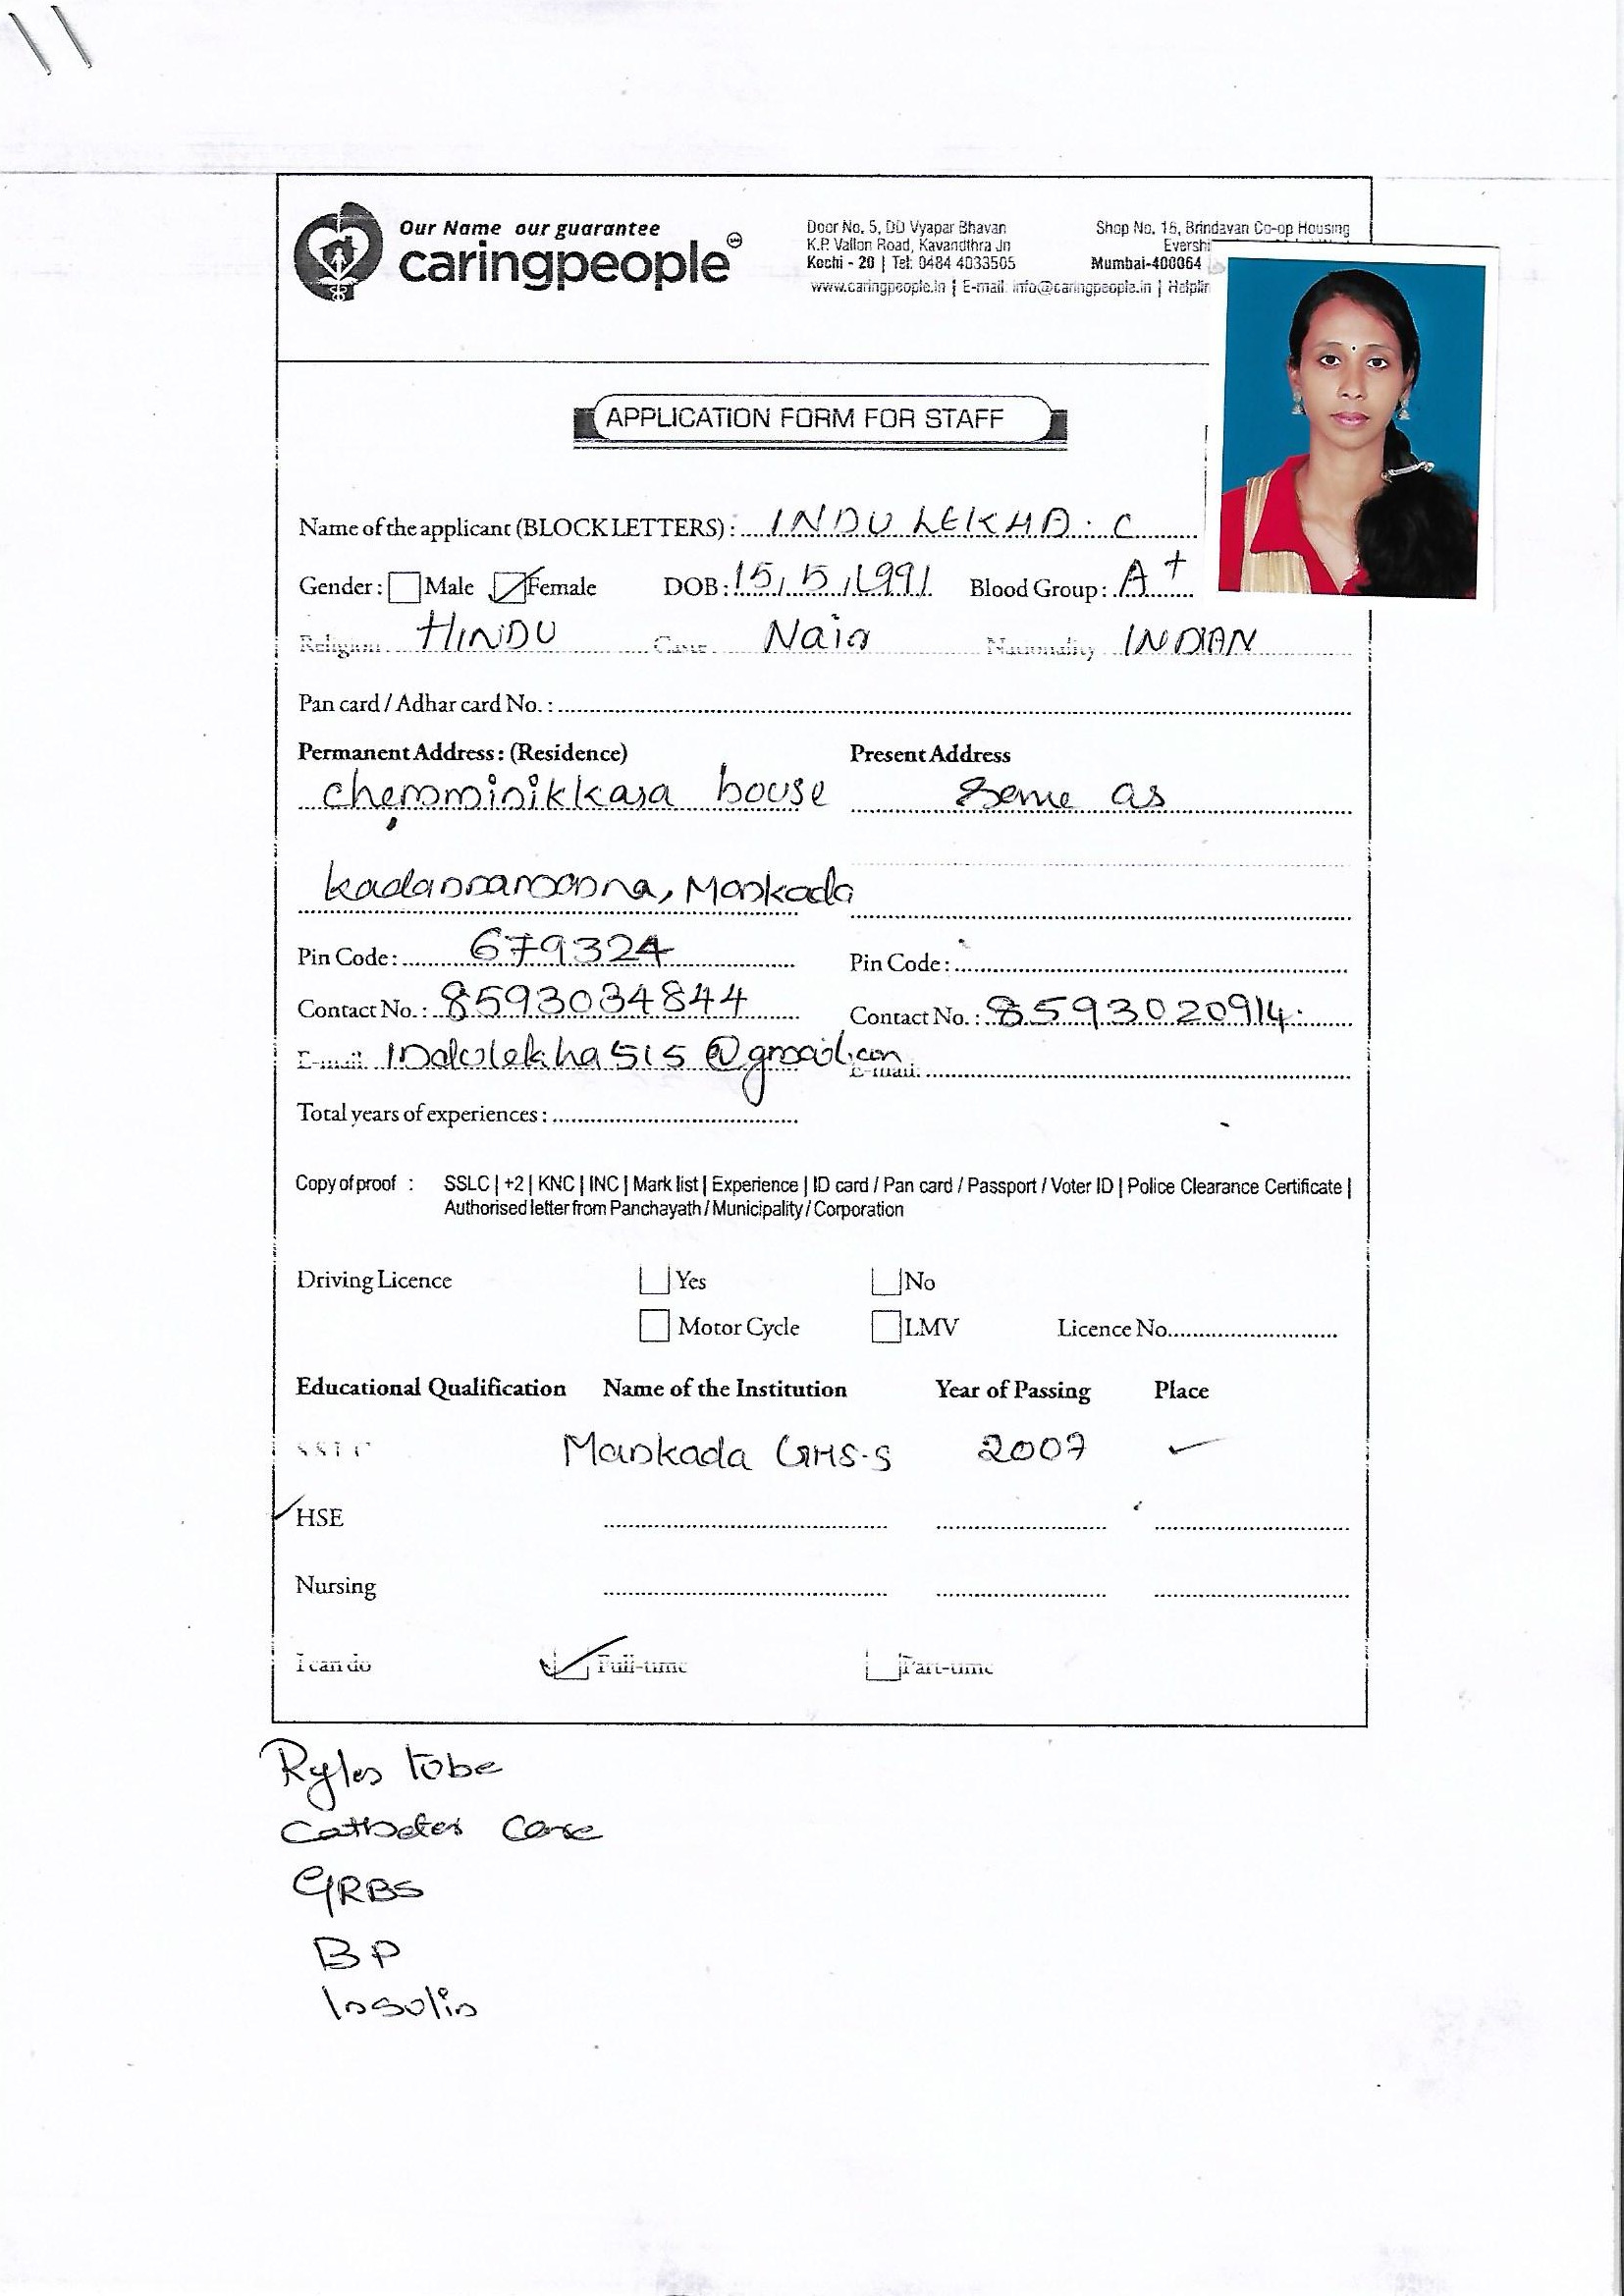 Our Name our guarantee
caringpeople
Door No. 5, DD Vyapar Bhavan
K.P. Vallon Road, Kavandthra Jn
Kochi - 20 | Tel: 0484 4033505
Shop No. 16, Brindavan Co-op Housing
Eversh
Mumbai-400064
www.caringpeople.in | E-mail. info@caringpeople.in | Helplin
APPLICATION FORM FOR STAFF
Name of the applicant (BLOCK LETTERS) : INDU LEKHA . C
Gender : Male Female DOB : 15, 5, 1991 Blood Group : A+
Religion HINDU Caste Nair Nationality INDIAN
Pan card / Adhar card No. :
Permanent Address : (Residence) Present Address
chemminikkara house Seme as
kadannamanna, Mankada
Pin Code : 679324 Pin Code :
Contact No. : 8593034844 Contact No. : 8593020914.
E-mail Indulekha515@gmail.com E-mail.
Total years of experiences :
Copy of proof : SSLC | +2 | KNC | INC | Mark list | Experience | ID card / Pan card / Passport / Voter ID | Police Clearance Certificate |
Authorised letter from Panchayath / Municipality / Corporation
Driving Licence Yes No
Motor Cycle LMV Licence No.
Educational Qualification Name of the Institution Year of Passing Place
SSLC Mankada GHS.S 2007
HSE
Nursing
I can do Full-time Part-time
Ryles tube
Catheter Care
GRBS
BP
Insulin